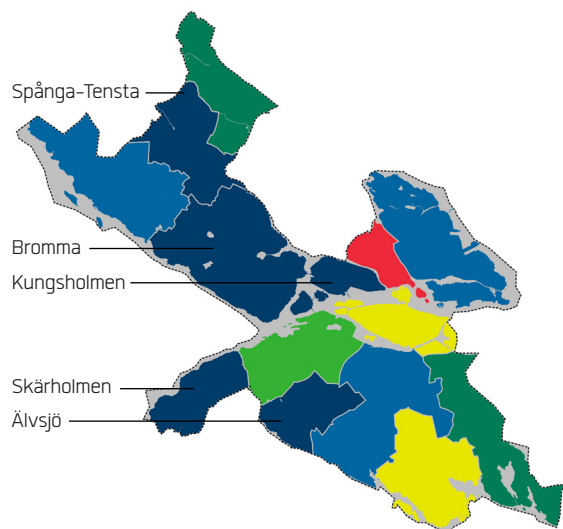 Spånga-Tensta
Bromma
Kungsholmen
Skärholmen
Älvsjö